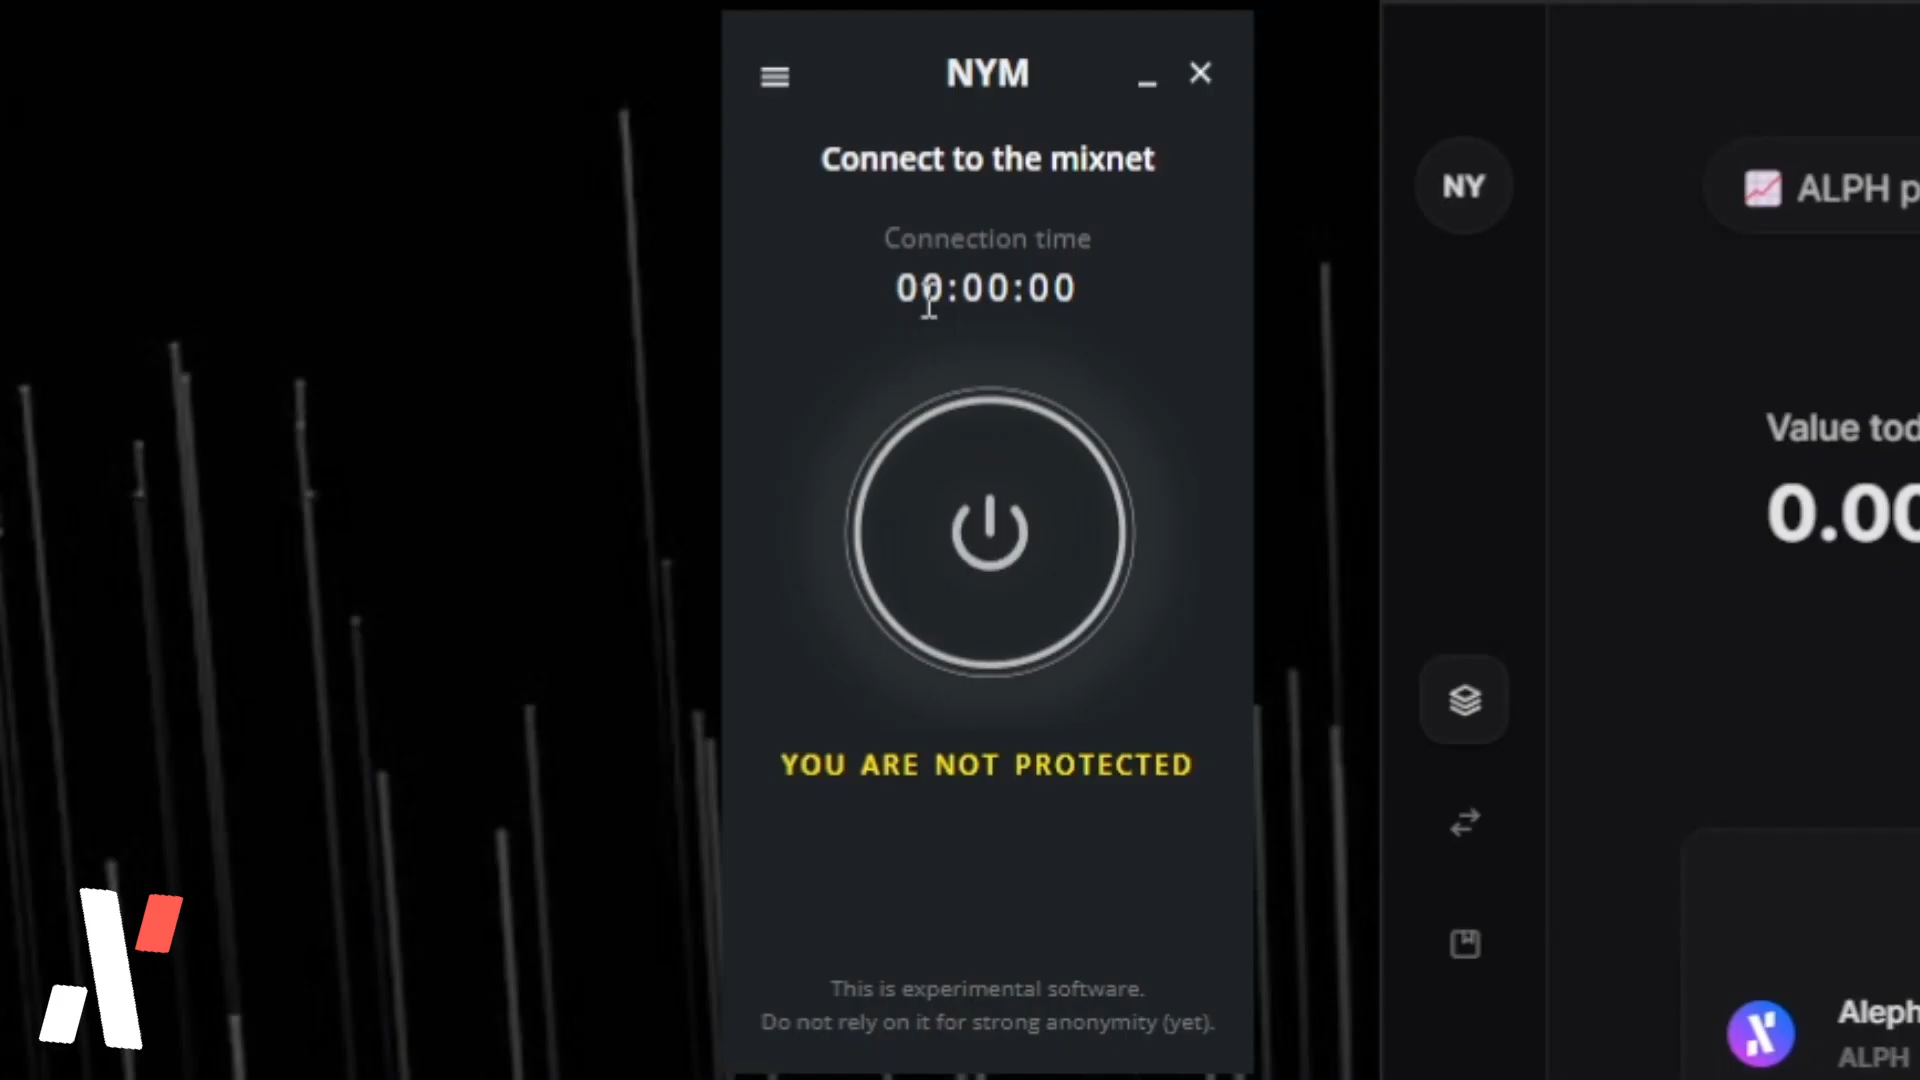 NYM
Connect to the mixnet
Connection time
00:00:00
YOU ARE NOT PROTECTED
This is experimental software.
Do not rely on it for strong anonymity (yet).
NY
ALPH p
Value tod
0.00
Aleph
ALPH